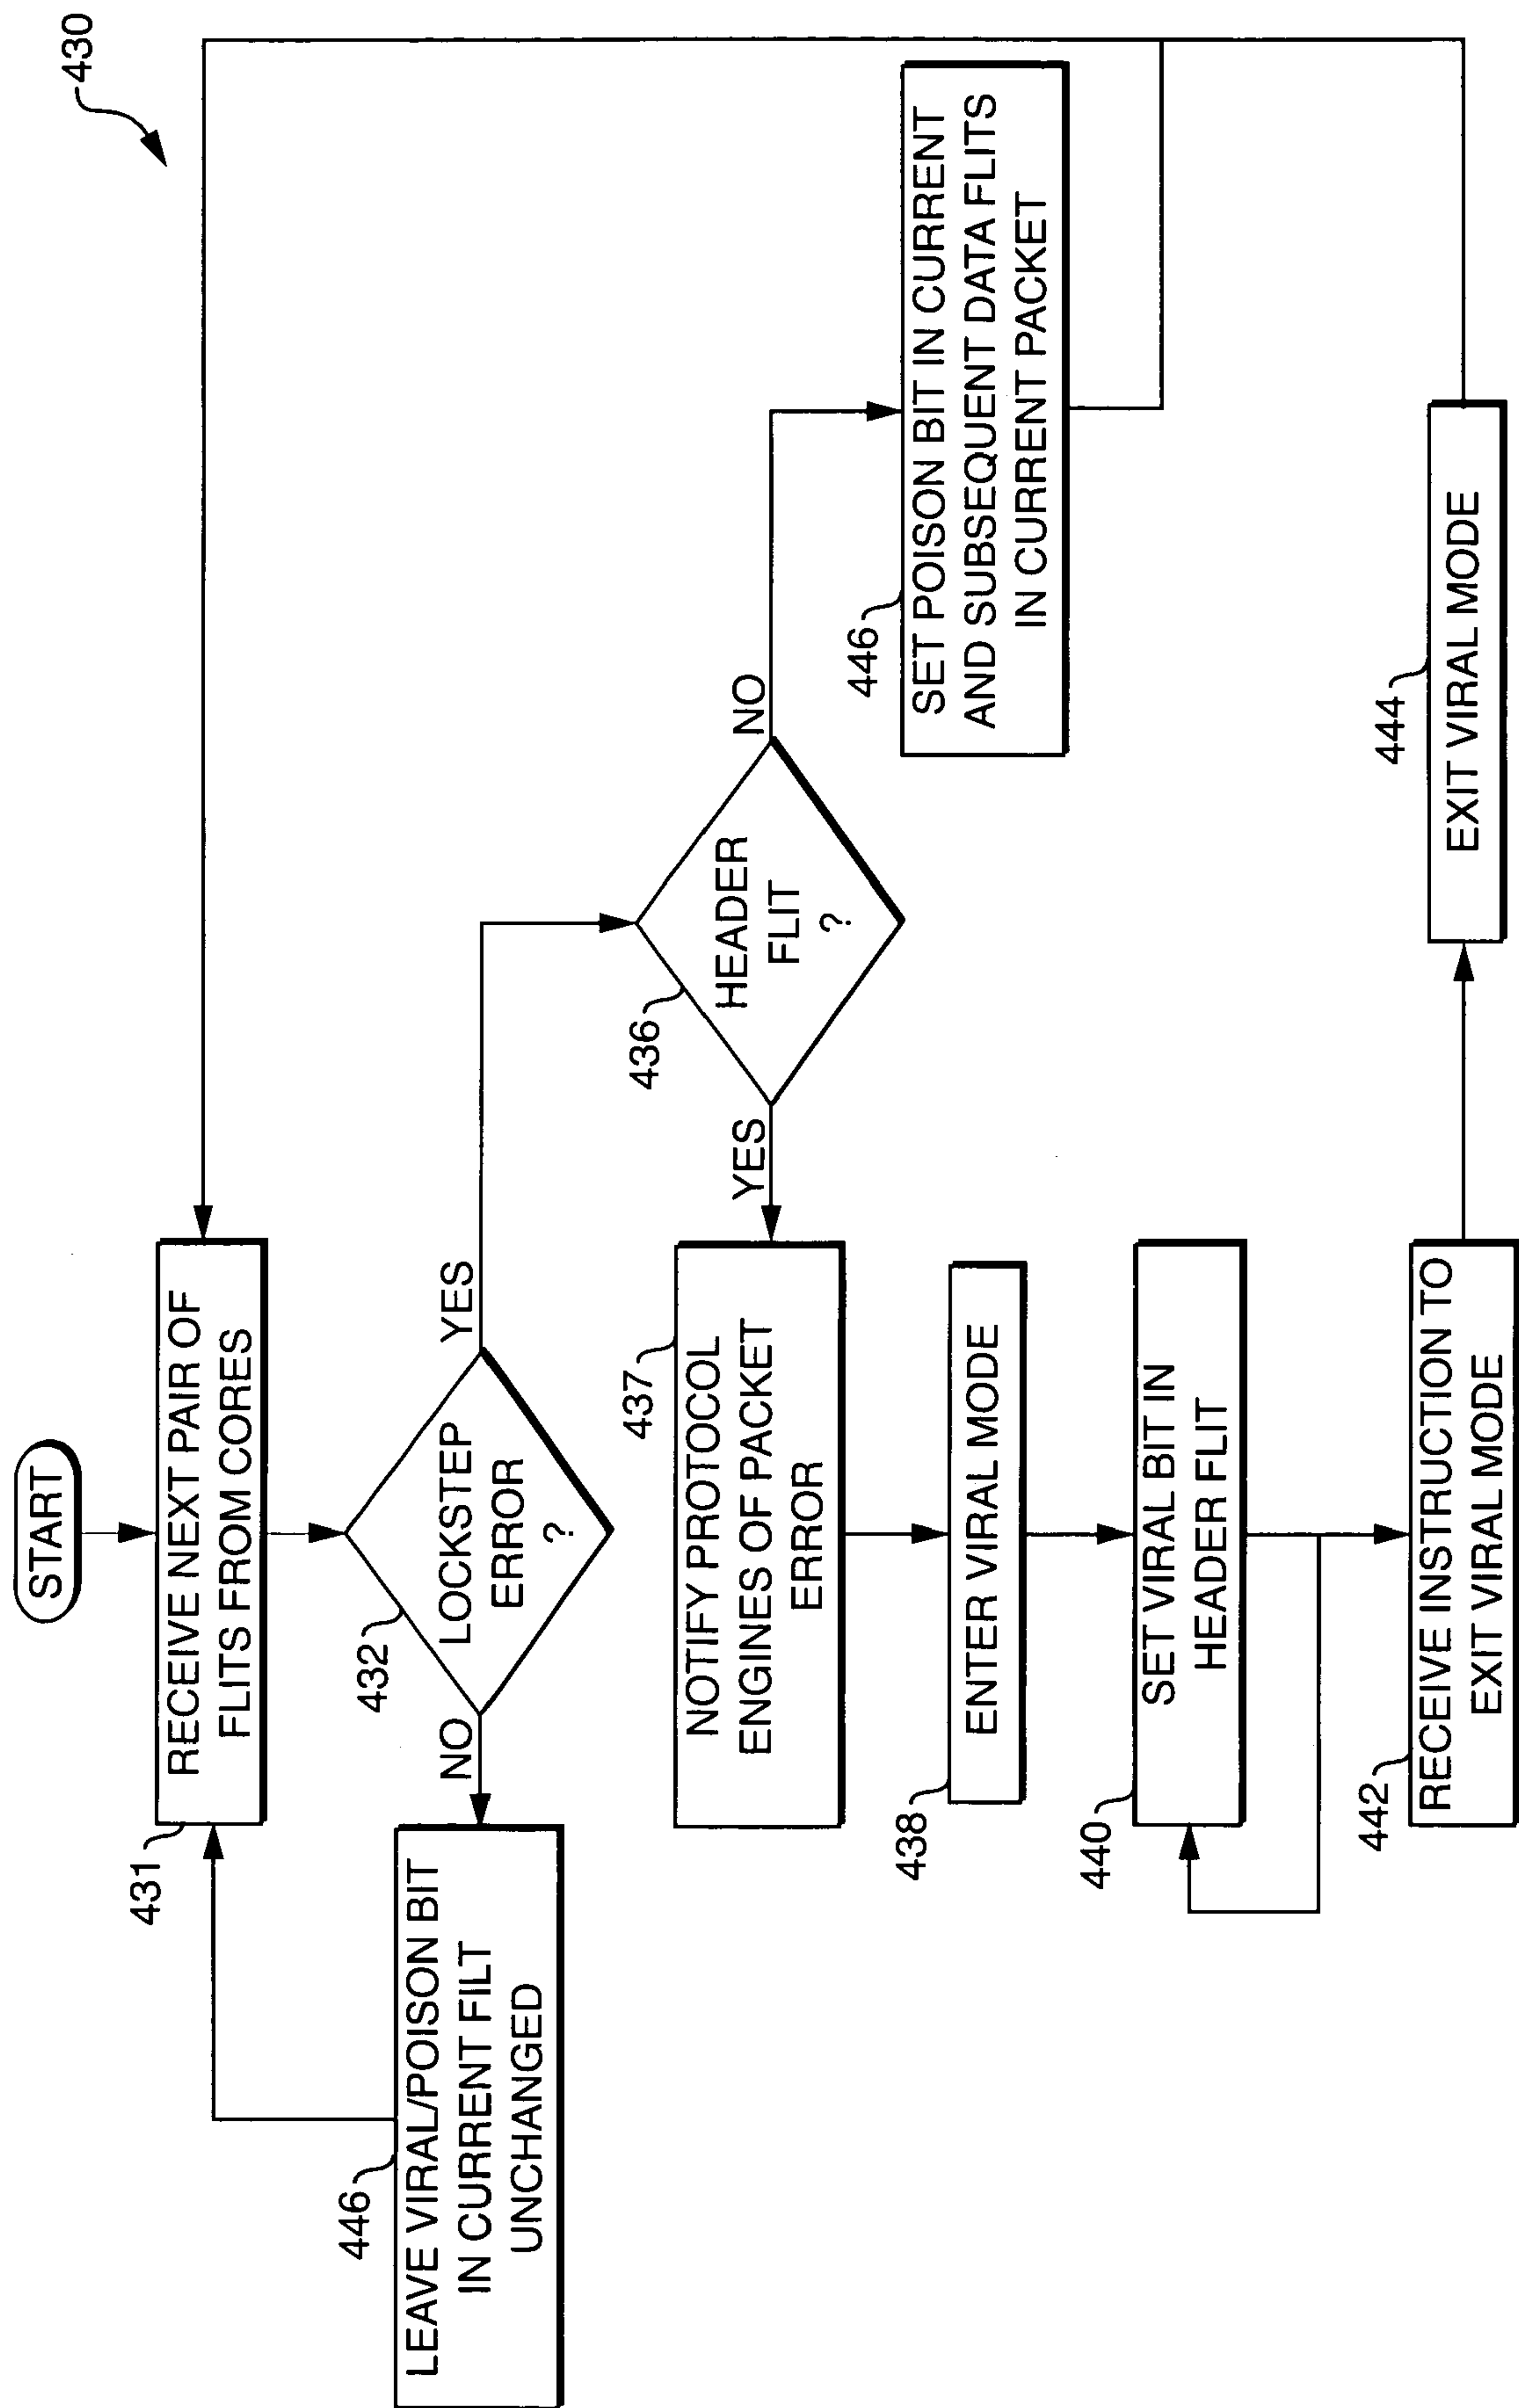 430
START
431
RECEIVE NEXT PAIR OF
FLITS FROM CORES
432
LOCKSTEP
ERROR
?
NO
YES
446
LEAVE VIRAL/POISON BIT
IN CURRENT FILT
UNCHANGED
436
HEADER
FLIT
?
YES
NO
437
NOTIFY PROTOCOL
ENGINES OF PACKET
ERROR
446
SET POISON BIT IN CURRENT
AND SUBSEQUENT DATA FLITS
IN CURRENT PACKET
438
ENTER VIRAL MODE
440
SET VIRAL BIT IN
HEADER FLIT
442
RECEIVE INSTRUCTION TO
EXIT VIRAL MODE
444
EXIT VIRAL MODE